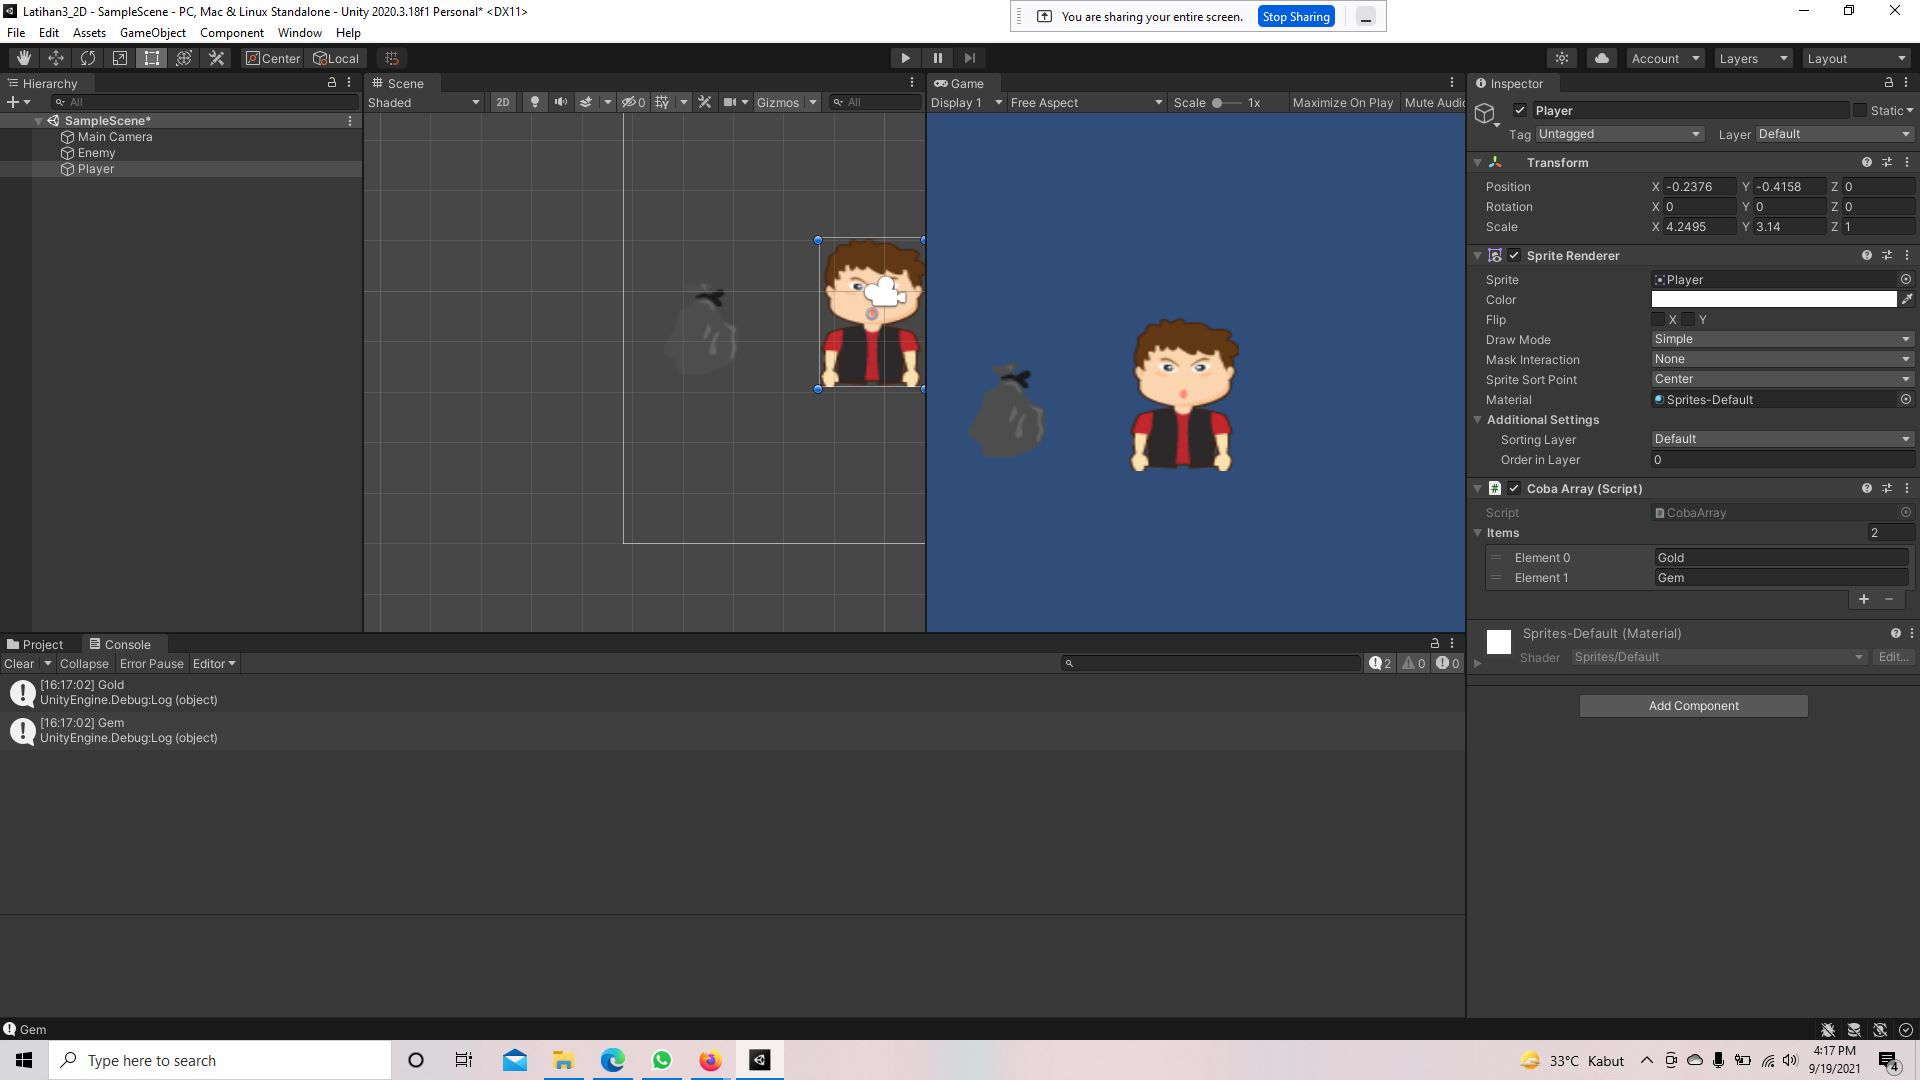 Latihan3_2D - SampleScene - PC, Mac & Linux Standalone - Unity 2020.3.18f1 Personal* <DX11>
You are sharing your entire screen. Stop Sharing
File Edit Assets GameObject Component Window Help
Center Local Account Layers Layout
Hierarchy
All
SampleScene*
Main Camera
Enemy
Player
Scene
Shaded 2D 0 Gizmos All
Game
Display 1 Free Aspect Scale 1x Maximize On Play Mute Audio
Inspector
Player Static
Tag Untagged Layer Default
Transform
Position X -0.2376 Y -0.4158 Z 0
Rotation X 0 Y 0 Z 0
Scale X 4.2495 Y 3.14 Z 1
Sprite Renderer
Sprite Player
Color
Flip X Y
Draw Mode Simple
Mask Interaction None
Sprite Sort Point Center
Material Sprites-Default
Additional Settings
Sorting Layer Default
Order in Layer 0
# Coba Array (Script)
Script CobaArray
Items 2
Element 0 Gold
Element 1 Gem
+ −
Sprites-Default (Material)
Shader Sprites/Default Edit...
Add Component
Project Console
Clear Collapse Error Pause Editor 2 0 0
[16:17:02] Gold
UnityEngine.Debug:Log (object)
[16:17:02] Gem
UnityEngine.Debug:Log (object)
Gem
Type here to search
33°C Kabut
4:17 PM
9/19/2021
4